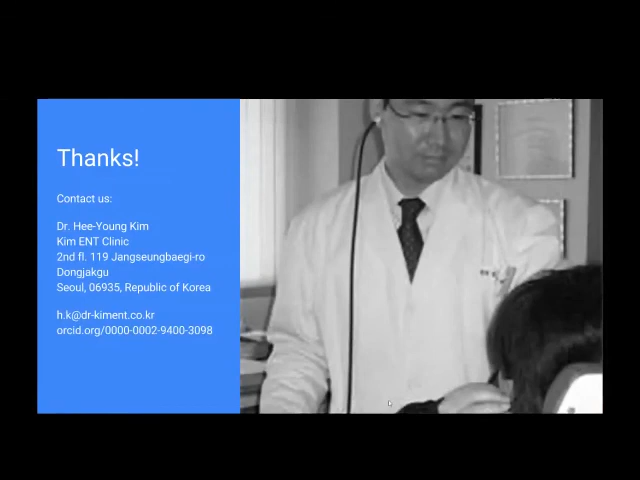 Thanks!
Contact us:
Dr. Hee-Young Kim
Kim ENT Clinic
2nd fl. 119 Jangseungbaegi-ro
Dongjakgu
Seoul, 06935, Republic of Korea
h.k@dr-kiment.co.kr
orcid.org/0000-0002-9400-3098